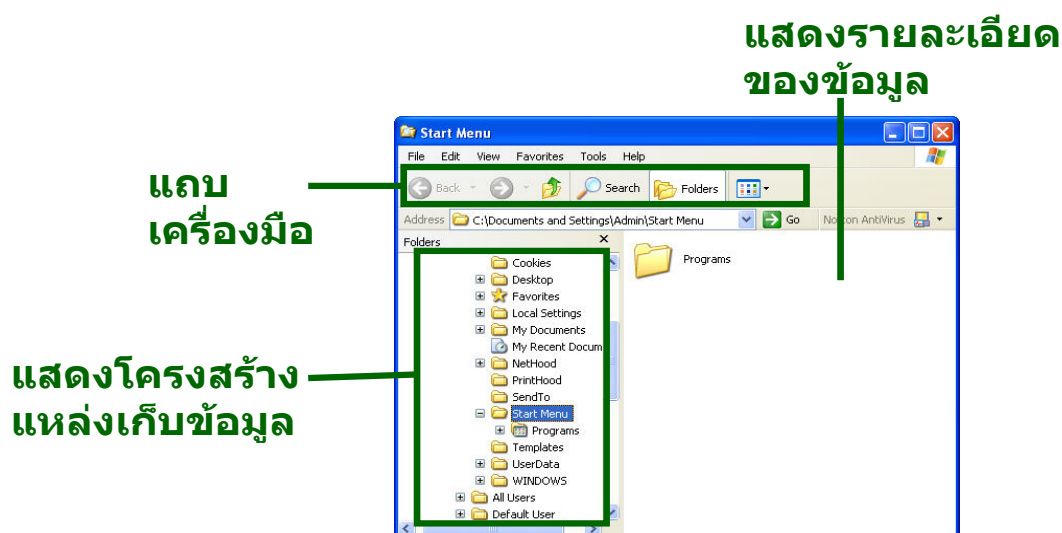 แสดงรายละเอียด
ของข้อมูล
Start Menu
File Edit View Favorites Tools Help
Back Search Folders
แถบ
เครื่องมือ
Address C:\Documents and Settings\Admin\Start Menu Go Norton AntiVirus
Folders
Cookies
Programs
Desktop
Favorites
Local Settings
My Documents
My Recent Docum
NetHood
PrintHood
SendTo
Start Menu
Programs
Templates
UserData
WINDOWS
All Users
Default User
แสดงโครงสร้าง
แหล่งเก็บข้อมูล